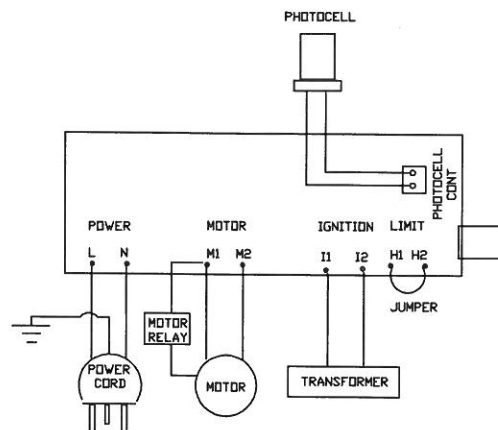 PHOTOCELL
PHOTOCELL
CONT
POWER
MOTOR
IGNITION
LIMIT
L
N
M1
M2
I1
I2
H1
H2
JUMPER
MOTOR
RELAY
POWER
CORD
MOTOR
TRANSFORMER